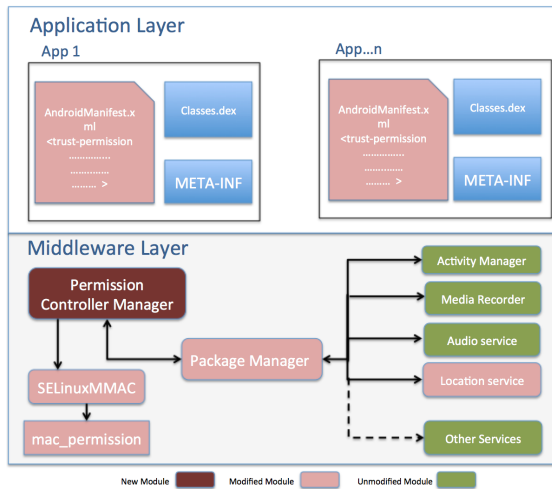 Application Layer
App 1
App...n
AndroidManifest.x
ml
<trust-permission
...............
..............
......... >
Classes.dex
META-INF
AndroidManifest.x
ml
<trust-permission
...............
..............
......... >
Classes.dex
META-INF
Middleware Layer
Permission
Controller Manager
SELinuxMMAC
mac_permission
Package Manager
Activity Manager
Media Recorder
Audio service
Location service
Other Services
New Module
Modified Module
Unmodified Module